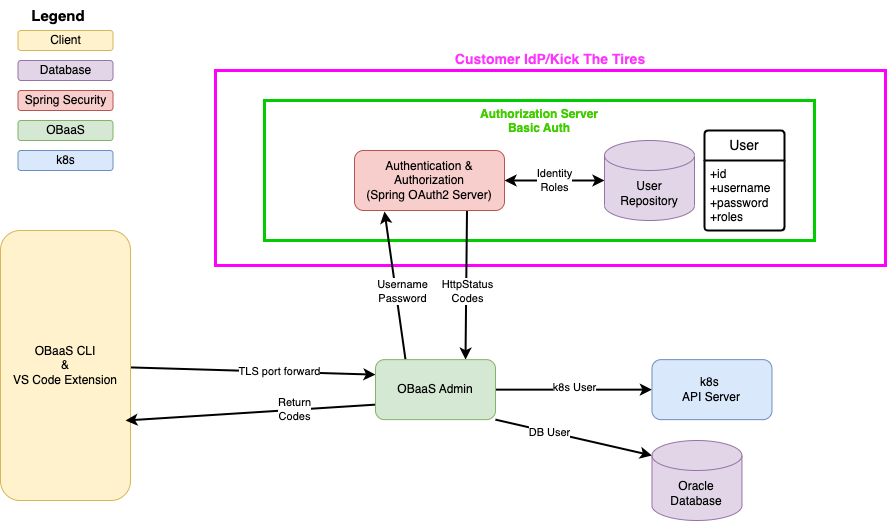 Legend
Client
Database
Spring Security
OBaaS
k8s
Customer IdP/Kick The Tires
Authorization Server
Basic Auth
Authentication &
Authorization
(Spring OAuth2 Server)
Identity
Roles
User
Repository
User
+id
+username
+password
+roles
Username
Password
HttpStatus
Codes
OBaaS CLI
&
VS Code Extension
TLS port forward
Return
Codes
OBaaS Admin
k8s User
DB User
k8s
API Server
Oracle
Database